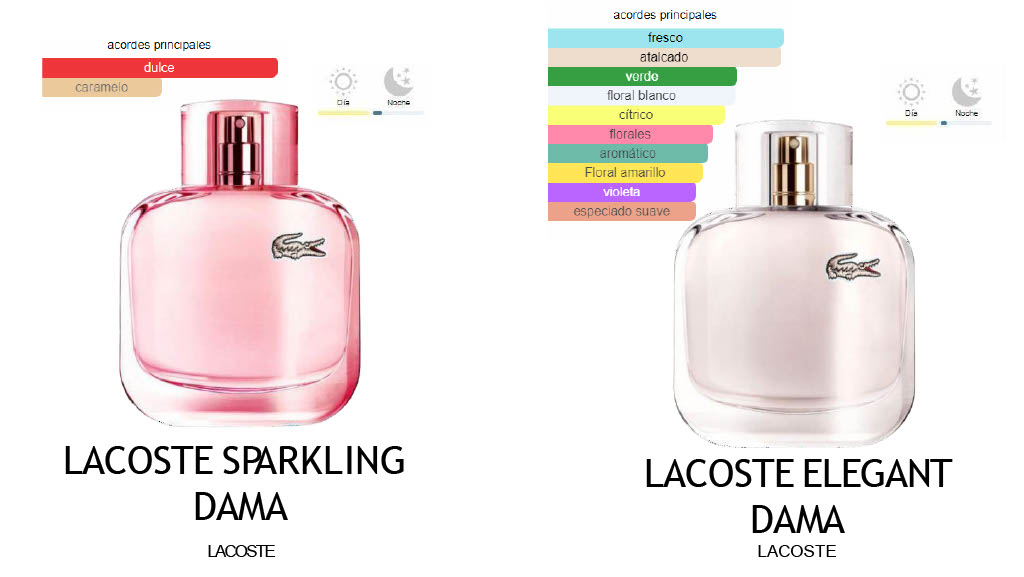 acordes principales
dulce
caramelo
Día
Noche
LACOSTE SPARKLING
DAMA
LACOSTE
acordes principales
fresco
atalcado
verde
floral blanco
cítrico
florales
aromático
Floral amarillo
violeta
especiado suave
Día
Noche
LACOSTE ELEGANT
DAMA
LACOSTE